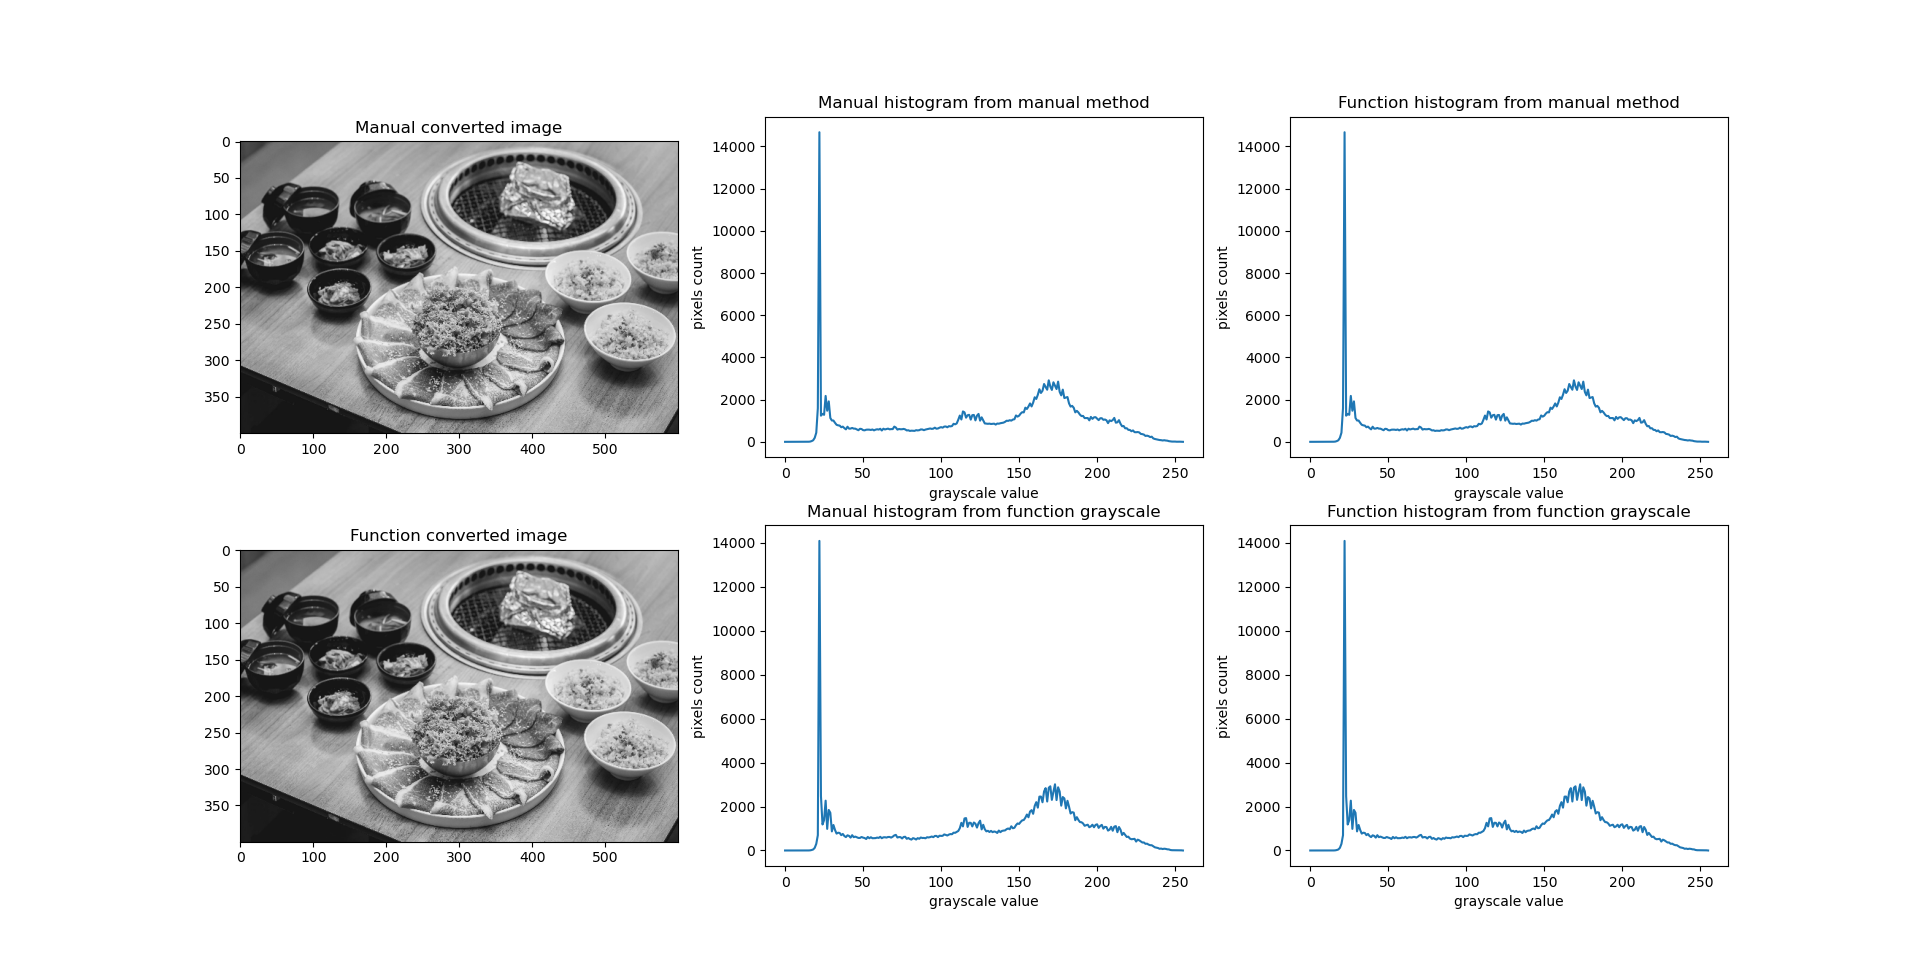 Manual converted image
0
50
100
150
200
250
300
350
0 100 200 300 400 500
Manual histogram from manual method
14000
12000
10000
8000
6000
4000
2000
0
pixels count
0 50 100 150 200 250
grayscale value
Function histogram from manual method
14000
12000
10000
8000
6000
4000
2000
0
pixels count
0 50 100 150 200 250
grayscale value
Function converted image
0
50
100
150
200
250
300
350
0 100 200 300 400 500
Manual histogram from function grayscale
14000
12000
10000
8000
6000
4000
2000
0
pixels count
0 50 100 150 200 250
grayscale value
Function histogram from function grayscale
14000
12000
10000
8000
6000
4000
2000
0
pixels count
0 50 100 150 200 250
grayscale value